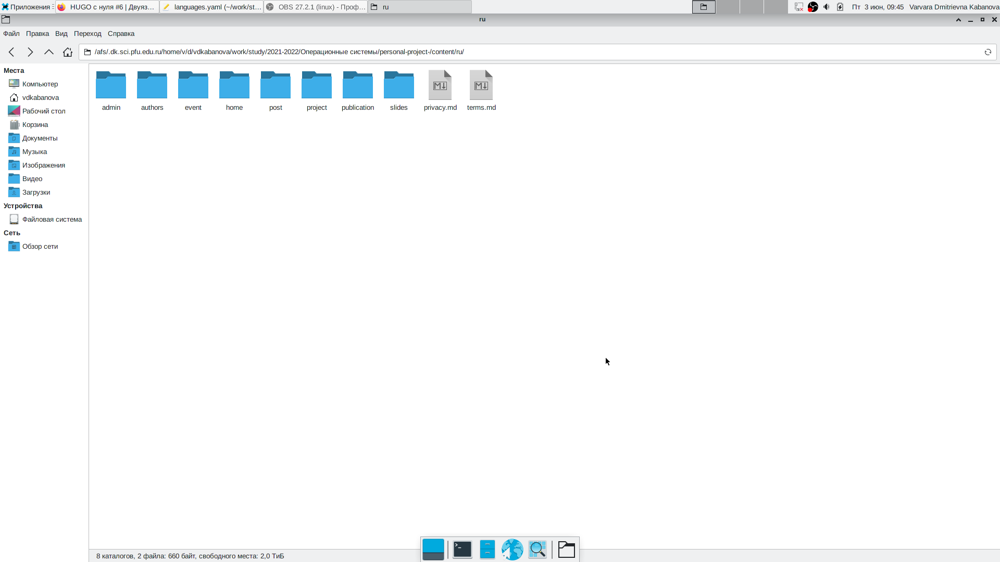 Приложения
HUGO с нуля #6 | Двуяз...
languages.yaml (~/work/st...
OBS 27.2.1 (linux) - Проф...
ru
Пт 3 июн, 09:45
Varvara Dmitrievna Kabanova
ru
Файл Правка Вид Переход Справка
/afs/.dk.sci.pfu.edu.ru/home/v/d/vdkabanova/work/study/2021-2022/Операционные системы/personal-project-/content/ru/
Места
Компьютер
vdkabanova
Рабочий стол
Корзина
Документы
Музыка
Изображения
Видео
Загрузки
Устройства
Файловая система
Сеть
Обзор сети
admin
authors
event
home
post
project
publication
slides
privacy.md
terms.md
8 каталогов, 2 файла: 660 байт, свободного места: 2,0 ТиБ